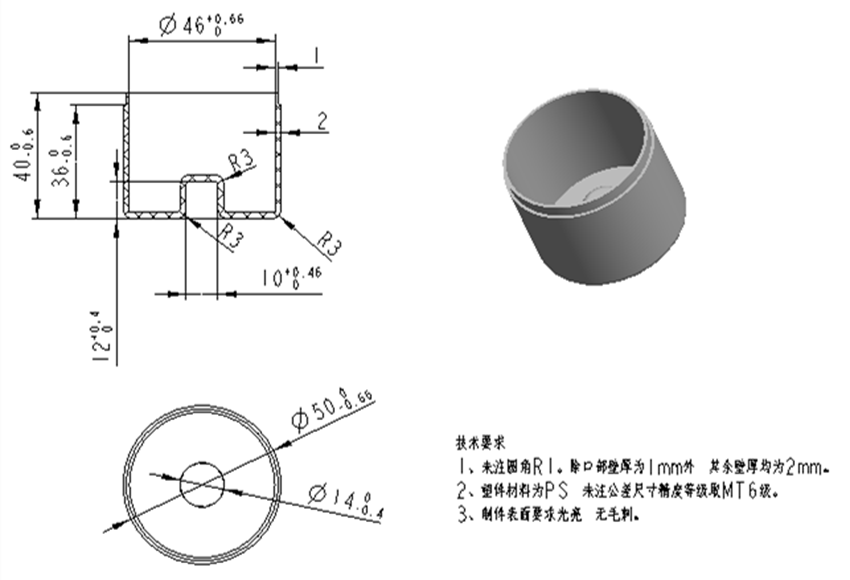 Ø46+0.66 0
1
2
40 0 -0.6
36 0 -0.6
R3
R3
R3
10+0.46 0
12+0.4 0
Ø50 0 -0.66
Ø14 0 -0.4
技术要求
1、未注圆角R1。除口部壁厚为1mm外 其余壁厚均为2mm。
2、塑件材料为PS 未注公差尺寸精度等级取MT6级。
3、制件表面要求光亮 无毛刺。